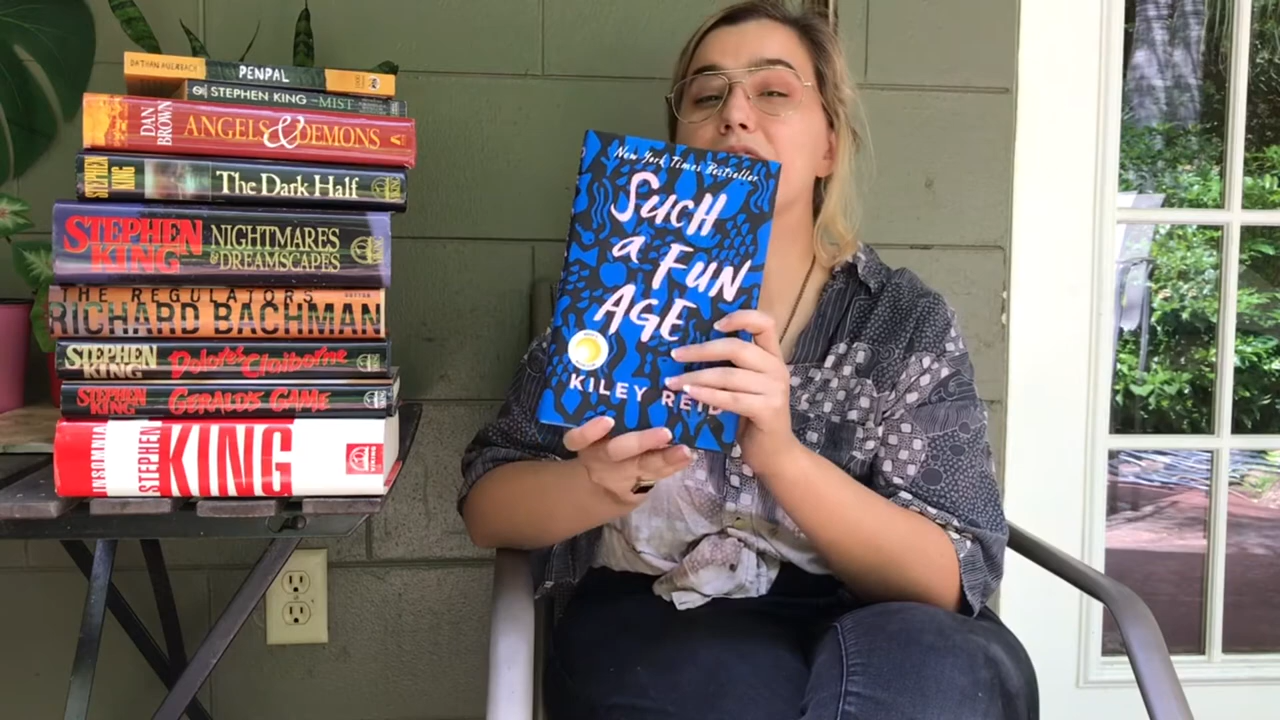 DATHAN AUERBACH PENPAL
STEPHEN KING THE MIST
DAN BROWN ANGELS & DEMONS
STEPHEN KING The Dark Half
STEPHEN KING NIGHTMARES & DREAMSCAPES
THE REGULATORS
RICHARD BACHMAN
STEPHEN KING Dolores Claiborne
STEPHEN KING GERALD'S GAME
INSOMNIA STEPHEN KING
VIKING
New York Times Bestseller
SUCH
a FUN
AGE
KILEY REID